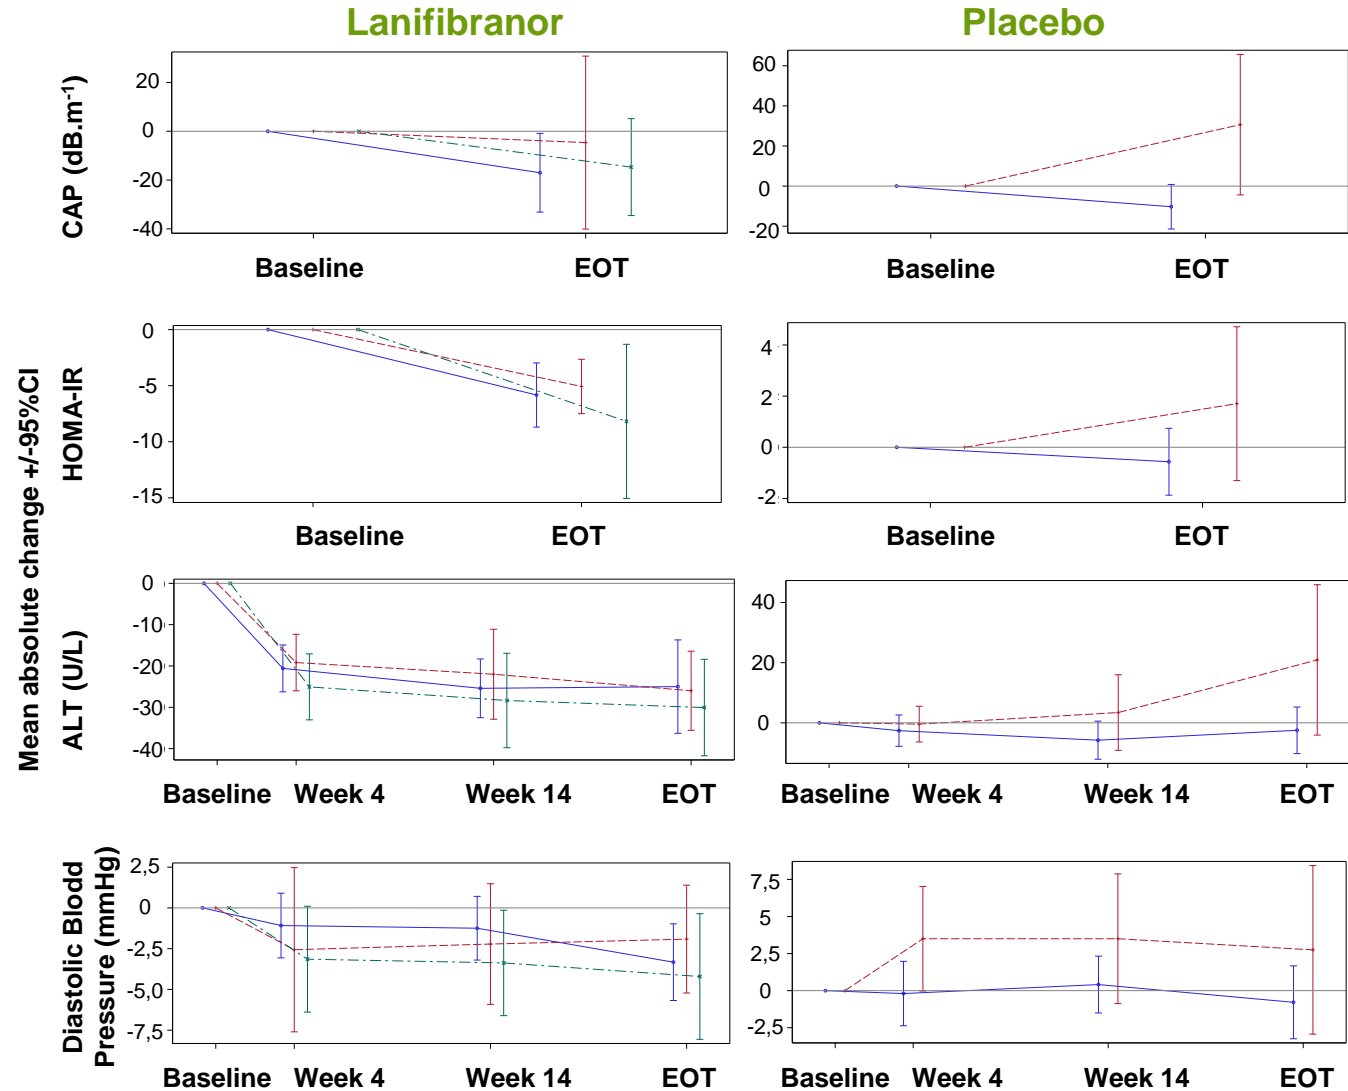 Lanifibranor
Placebo
Mean absolute change +/-95%CI
CAP (dB.m-1)
20
0
-20
-40
Baseline
EOT
60
40
20
0
-20
Baseline
EOT
HOMA-IR
0
-5
-10
-15
Baseline
EOT
4
2
0
-2
Baseline
EOT
ALT (U/L)
0
-10
-20
-30
-40
Baseline
Week 4
Week 14
EOT
40
20
0
Baseline
Week 4
Week 14
EOT
Diastolic Blodd
Pressure (mmHg)
2,5
0
-2,5
-5,0
-7,5
Baseline
Week 4
Week 14
EOT
7,5
5
2,5
0
-2,5
Baseline
Week 4
Week 14
EOT